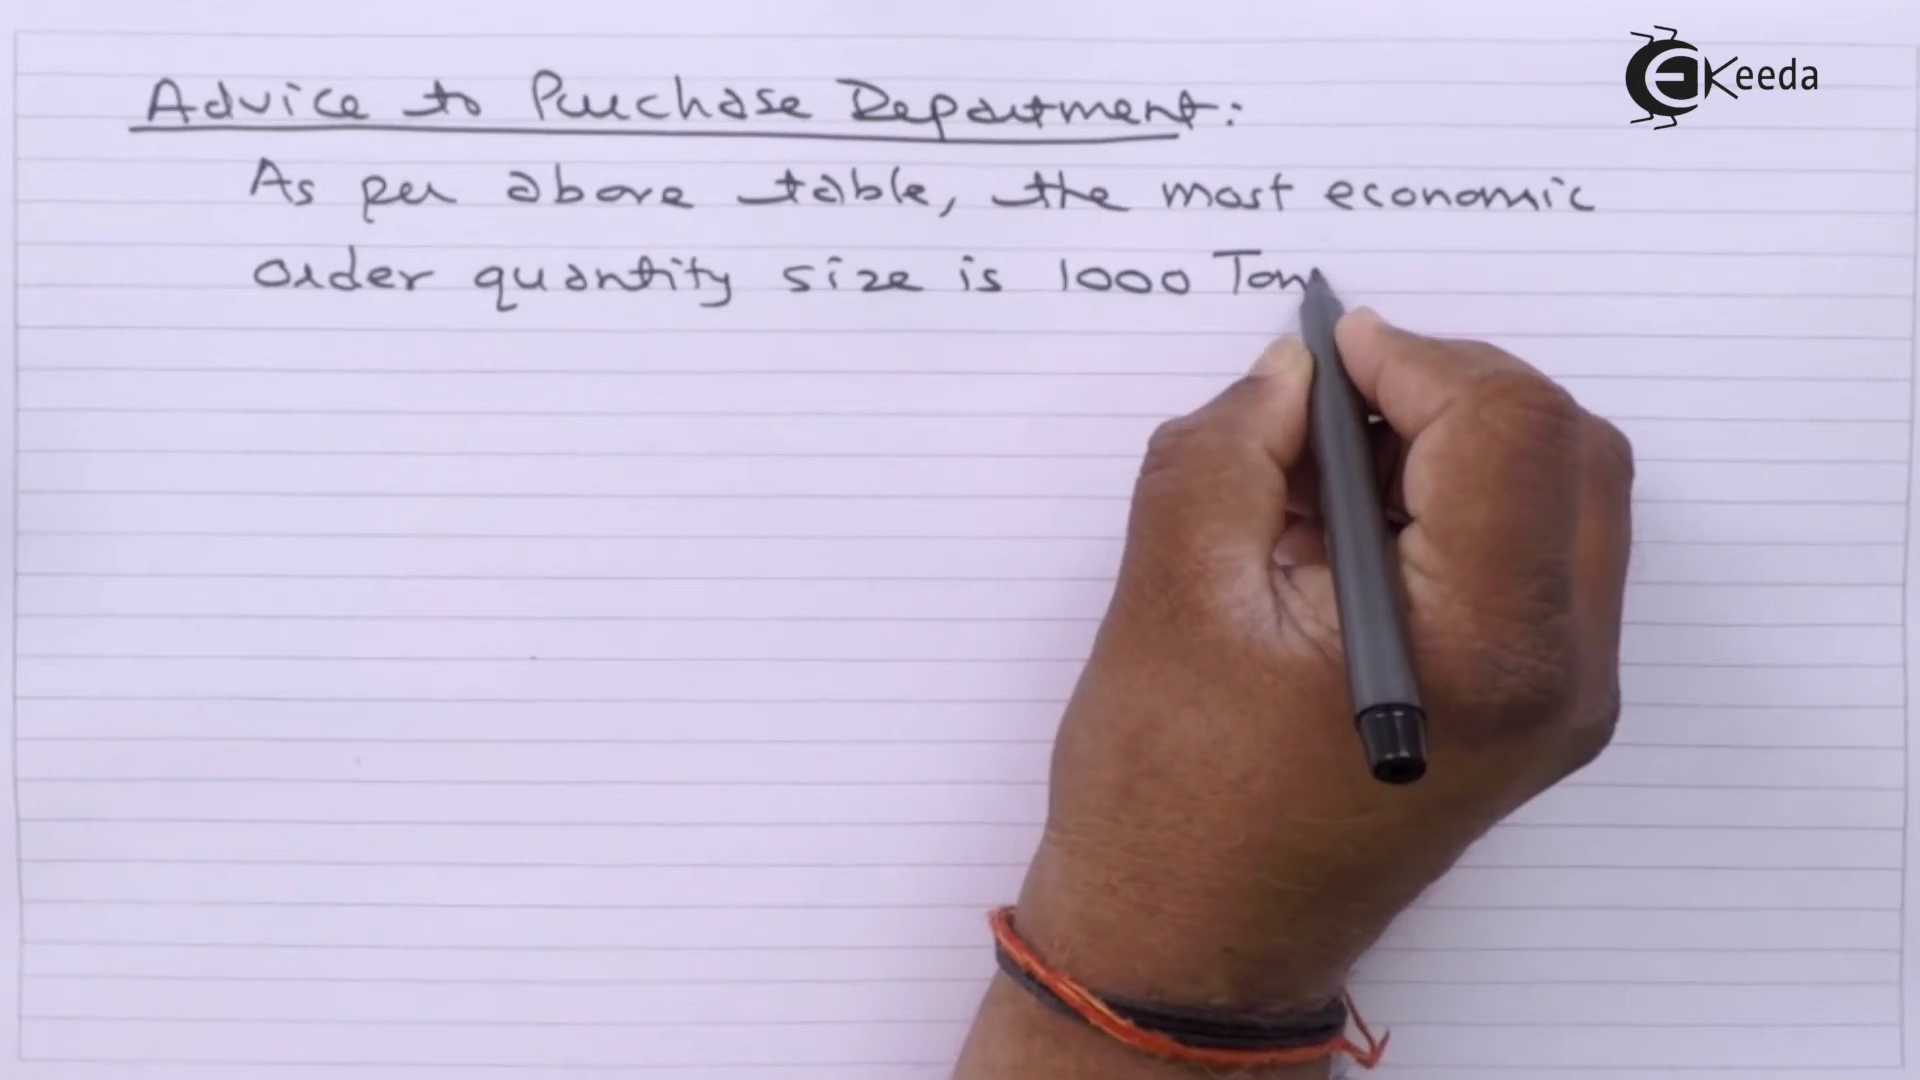 Advice to Purchase Department:
EKeeda
As per above table, the most economic
order quantity size is 1000 Ton